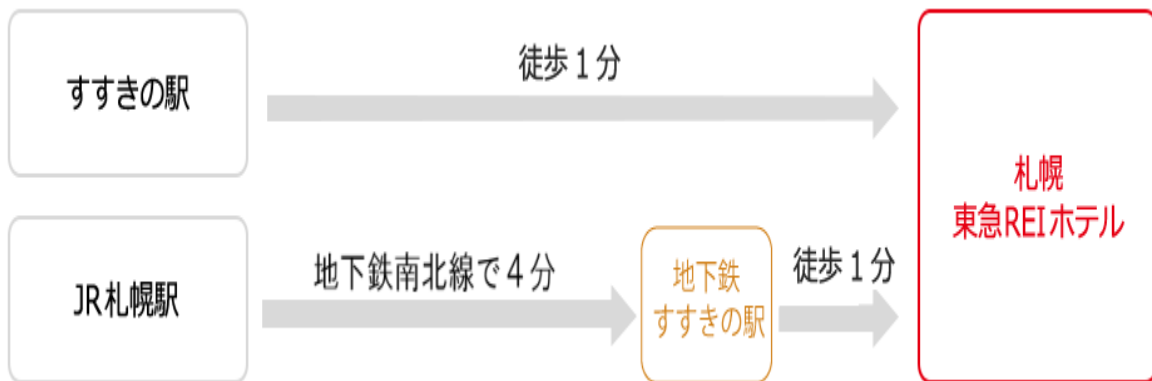 すすきの駅
徒歩1分
札幌
東急REIホテル
JR札幌駅
地下鉄南北線で4分
地下鉄
すすきの駅
徒歩1分